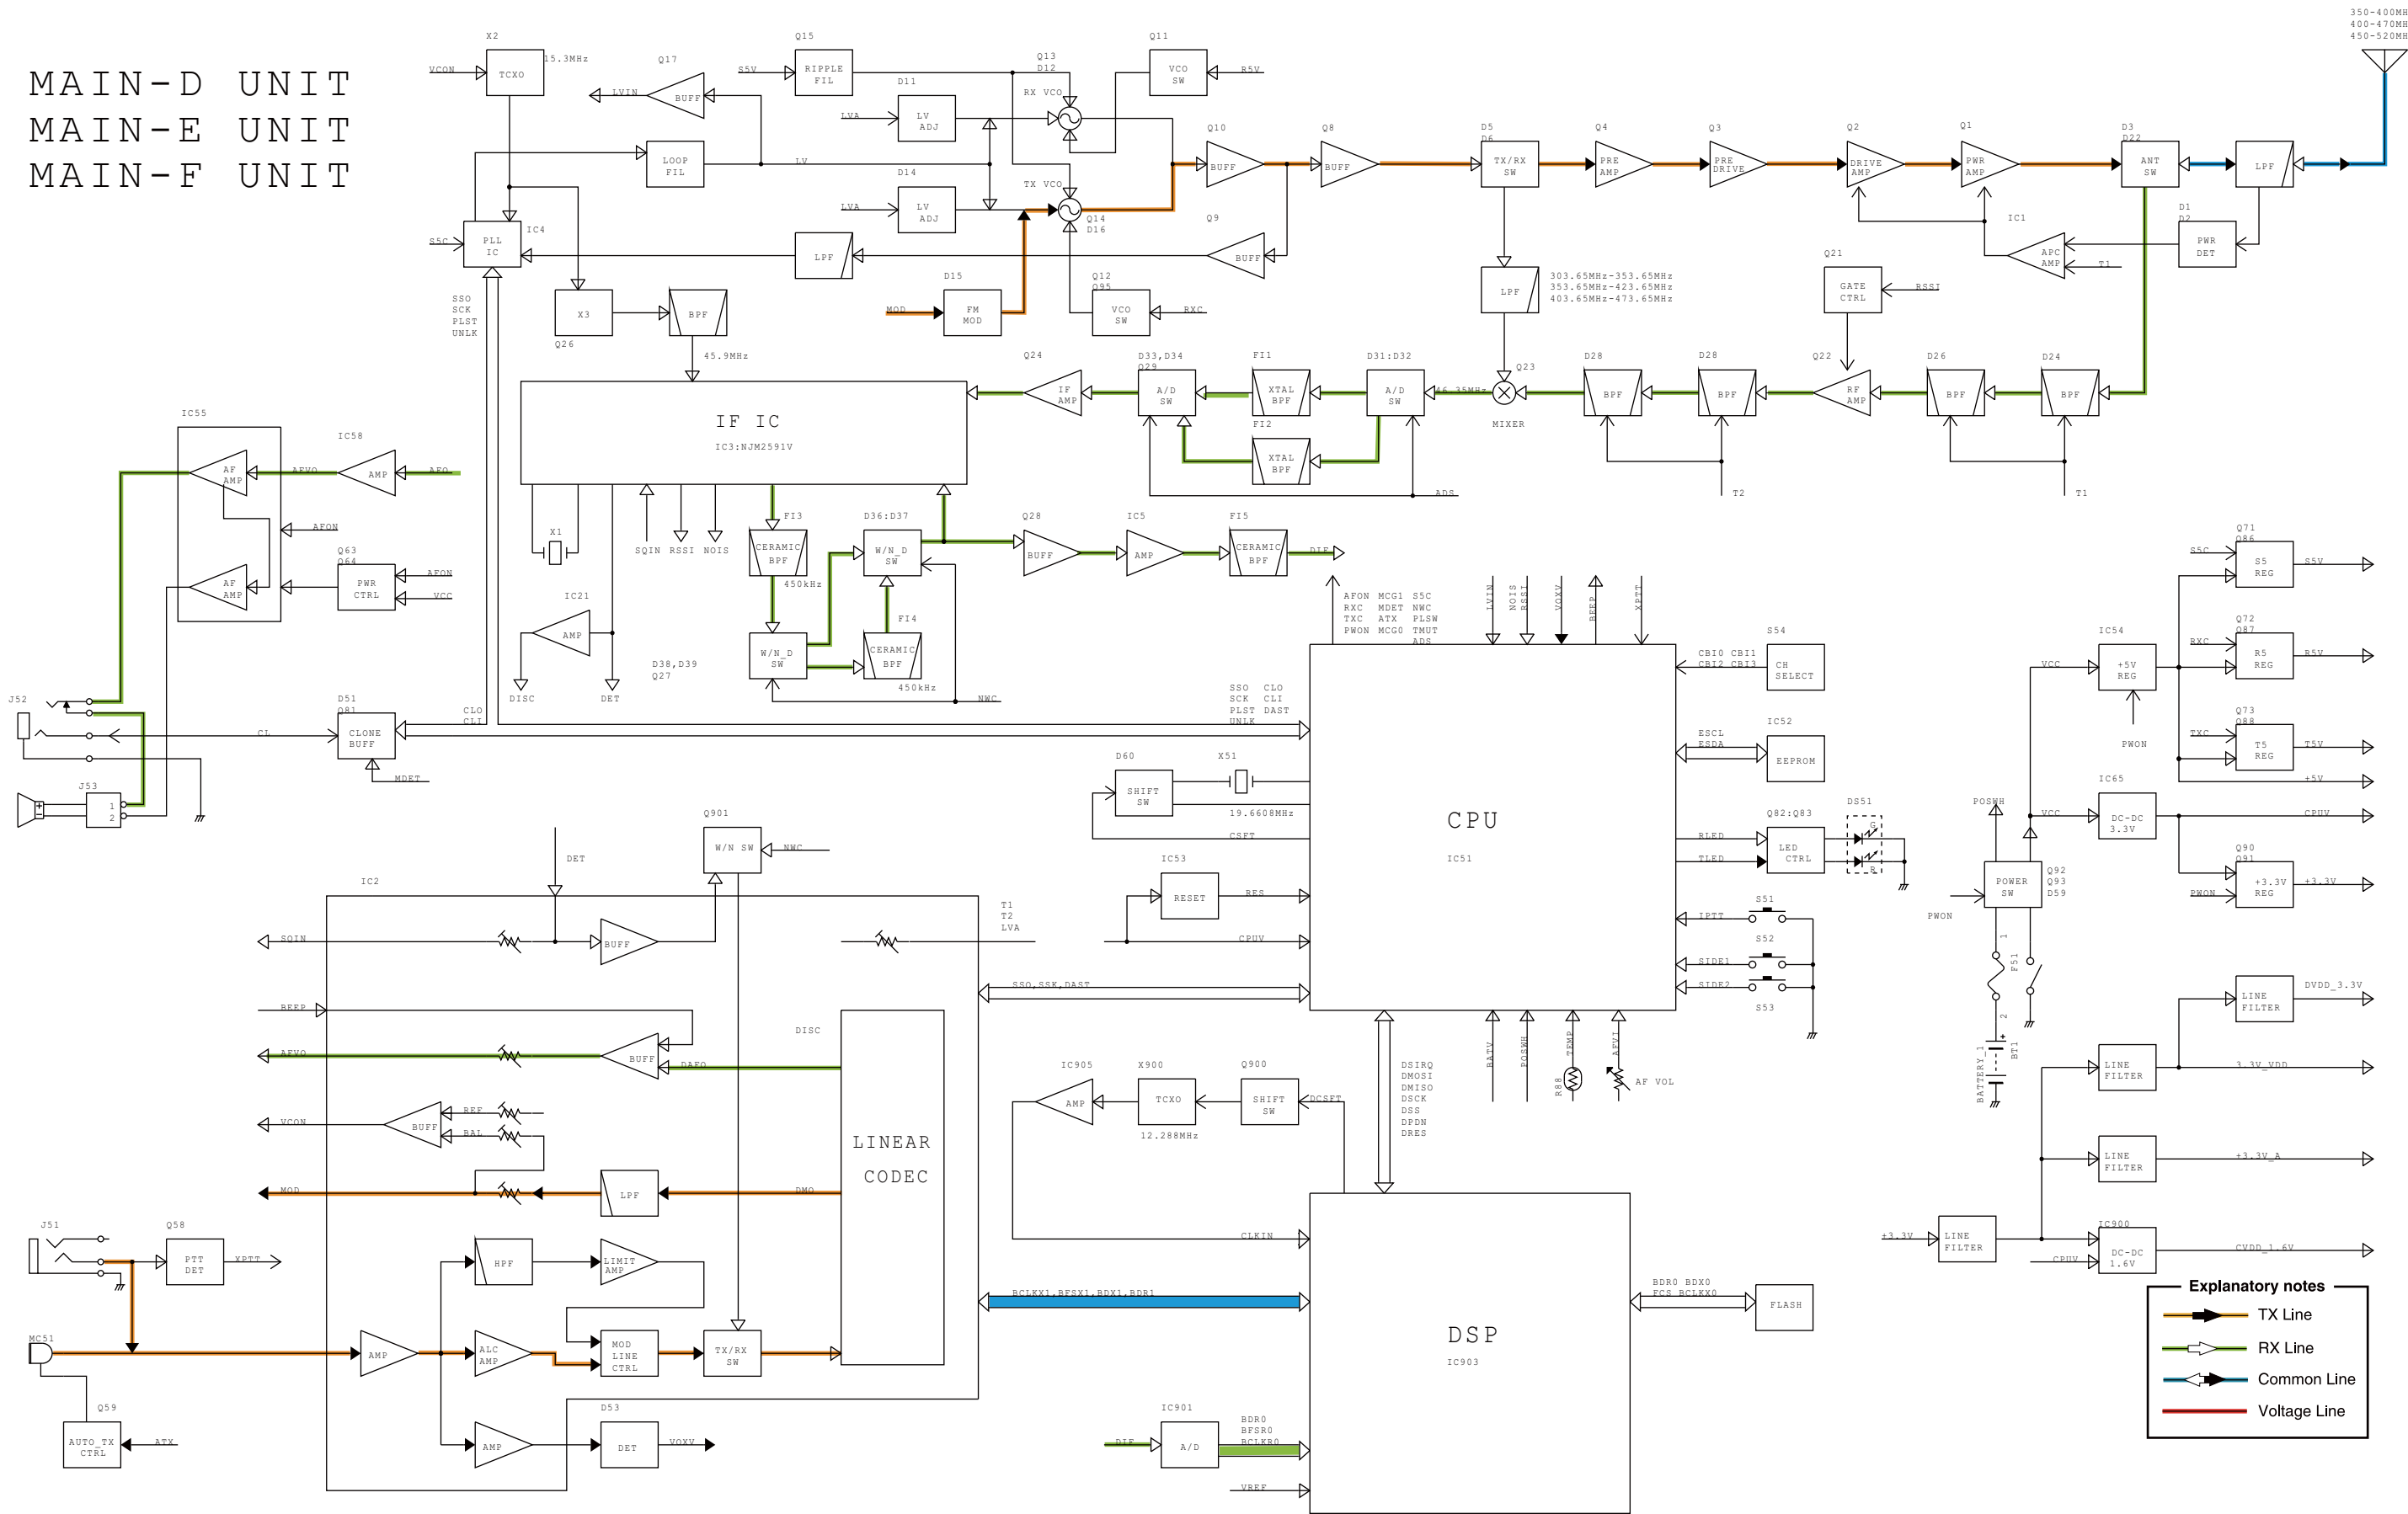 MAIN-D UNIT
MAIN-E UNIT
MAIN-F UNIT
X2
TCXO
15.3MHz
VCON
Q17
BUFF
LVIN
Q15
S5V
RIPPLE
FIL
D11
LVA
LV
ADJ
Q13
D12
RX VCO
Q11
VCO
SW
R5V
350-400MH
400-470MH
450-520MH
LOOP
FIL
LV
D14
LVA
LV
ADJ
TX VCO
Q14
D16
Q10
BUFF
Q8
BUFF
D5
D6
TX/RX
SW
Q4
PRE
AMP
Q3
PRE
DRIVE
Q2
DRIVE
AMP
Q1
PWR
AMP
D3
D22
ANT
SW
LPF
S5C
PLL
IC
IC4
LPF
Q9
BUFF
IC1
APC
AMP
T1
D1
D2
PWR
DET
SSO
SCK
PLST
UNLK
X3
Q26
BPF
45.9MHz
MOD
D15
FM
MOD
Q12
Q95
VCO
SW
RXC
LPF
303.65MHz-353.65MHz
353.65MHz-423.65MHz
403.65MHz-473.65MHz
Q21
GATE
CTRL
RSSI
IF IC
IC3:NJM2591V
Q24
IF
AMP
D33,D34
Q29
A/D
SW
FI1
XTAL
BPF
FI2
XTAL
BPF
D31:D32
A/D
SW
46.35MHz
Q23
MIXER
D28
BPF
D28
BPF
Q22
RF
AMP
D26
BPF
D24
BPF
ADS
T2
T1
IC55
AF
AMP
AFVO
IC58
AMP
AFO
AFON
AF
AMP
Q63
Q64
PWR
CTRL
AFON
VCC
X1
SQIN
RSSI
NOIS
FI3
CERAMIC
BPF
450kHz
D36:D37
W/N_D
SW
Q28
BUFF
IC5
AMP
FI5
CERAMIC
BPF
DIF
IC21
AMP
DISC
DET
D38,D39
Q27
W/N_D
SW
FI4
CERAMIC
BPF
450kHz
NWC
AFON MCG1 S5C
RXC MDET NWC
TXC ATX PLSW
PWON MCG0 TMUT
ADS
LVIN
NOIS
RSSI
VOXV
BEEP
XPTT
CBI0 CBI1
CBI2 CBI3
S54
CH
SELECT
ESCL
ESDA
IC52
EEPROM
J52
J53
1
2
CL
D51
Q81
CLONE
BUFF
MDET
CLO
CLI
SSO CLO
SCK CLI
PLST DAST
UNLK
D60
SHIFT
SW
X51
19.6608MHz
CSFT
CPU
IC51
RLED
TLED
Q82:Q83
LED
CTRL
DS51
G
R
IC53
RESET
RES
CPUV
IPTT
SIDE1
SIDE2
S51
S52
S53
Q71
Q86
S5C
S5
REG
S5V
Q72
Q87
RXC
R5
REG
R5V
Q73
Q88
TXC
T5
REG
T5V
+5V
IC54
VCC
+5V
REG
PWON
IC65
VCC
DC-DC
3.3V
CPUV
Q90
Q91
PWON
+3.3V
REG
+3.3V
POSWH
POWER
SW
Q92
Q93
D59
PWON
1
F51
2
BATTERY_1
BT1
+
IC2
DET
Q901
W/N SW
NWC
SQIN
BUFF
T1
T2
LVA
BEEP
AFVO
BUFF
DAFO
DISC
SSO,SSK,DAST
VCON
BUFF
REF
BAL
LINEAR
CODEC
MOD
LPF
DMO
IC905
AMP
X900
TCXO
12.288MHz
Q900
SHIFT
SW
DCSFT
DSIRQ
DMOSI
DMISO
DSCK
DSS
DPDN
DRES
BATV
POSWH
TEMP
R88
AFVI
AF VOL
LINE
FILTER
DVDD_3.3V
LINE
FILTER
3.3V_VDD
LINE
FILTER
+3.3V_A
+3.3V
LINE
FILTER
IC900
DC-DC
1.6V
CPUV
CVDD_1.6V
J51
Q58
PTT
DET
XPTT
HPF
LIMIT
AMP
MC51
AMP
ALC
AMP
MOD
LINE
CTRL
TX/RX
SW
Q59
AUTO_TX
CTRL
ATX
AMP
D53
DET
VOXV
CLKIN
BCLKX1,BFSX1,BDX1,BDR1
DSP
IC903
BDR0 BDX0
FCS BCLKX0
FLASH
DIF
IC901
A/D
BDR0
BFSR0
BCLKR0
VREF
Explanatory notes
TX Line
RX Line
Common Line
Voltage Line